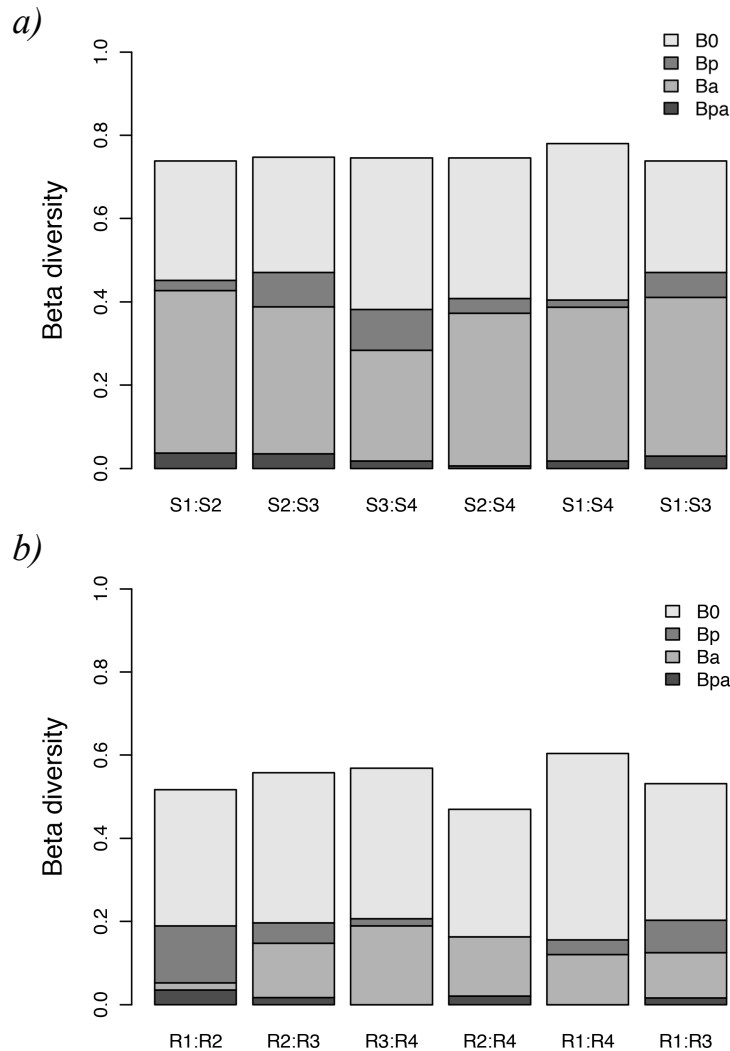 a)
B0
Bp
Ba
Bpa
Beta diversity
1.0
0.8
0.6
0.4
0.2
0.0
S1:S2 S2:S3 S3:S4 S2:S4 S1:S4 S1:S3
b)
B0
Bp
Ba
Bpa
Beta diversity
1.0
0.8
0.6
0.4
0.2
0.0
R1:R2 R2:R3 R3:R4 R2:R4 R1:R4 R1:R3